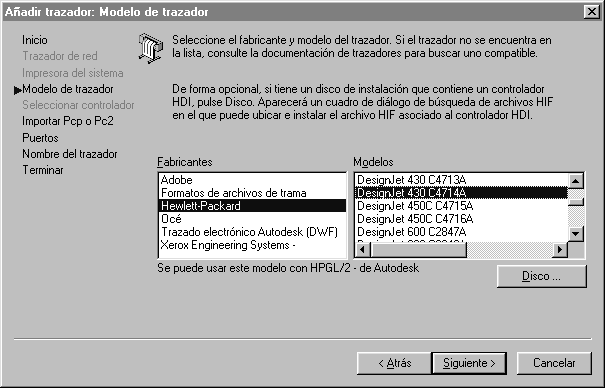 Añadir trazador: Modelo de trazador
Inicio
Trazador de red
Impresora del sistema
Modelo de trazador
Seleccionar controlador
Importar Pcp o Pc2
Puertos
Nombre del trazador
Terminar
Seleccione el fabricante y modelo del trazador. Si el trazador no se encuentra en
la lista, consulte la documentación de trazadores para buscar uno compatible.
De forma opcional, si tiene un disco de instalación que contiene un controlador
HDI, pulse Disco. Aparecerá un cuadro de diálogo de búsqueda de archivos HIF
en el que puede ubicar e instalar el archivo HIF asociado al controlador HDI.
Fabricantes
Adobe
Formatos de archivos de trama
Hewlett-Packard
Océ
Trazado electrónico Autodesk (DWF)
Xerox Engineering Systems -
Modelos
DesignJet 430 C4713A
DesignJet 430 C4714A
DesignJet 450C C4715A
DesignJet 450C C4716A
DesignJet 600 C2847A
Se puede usar este modelo con HPGL/2 - de Autodesk
Disco ...
< Atrás
Siguiente >
Cancelar